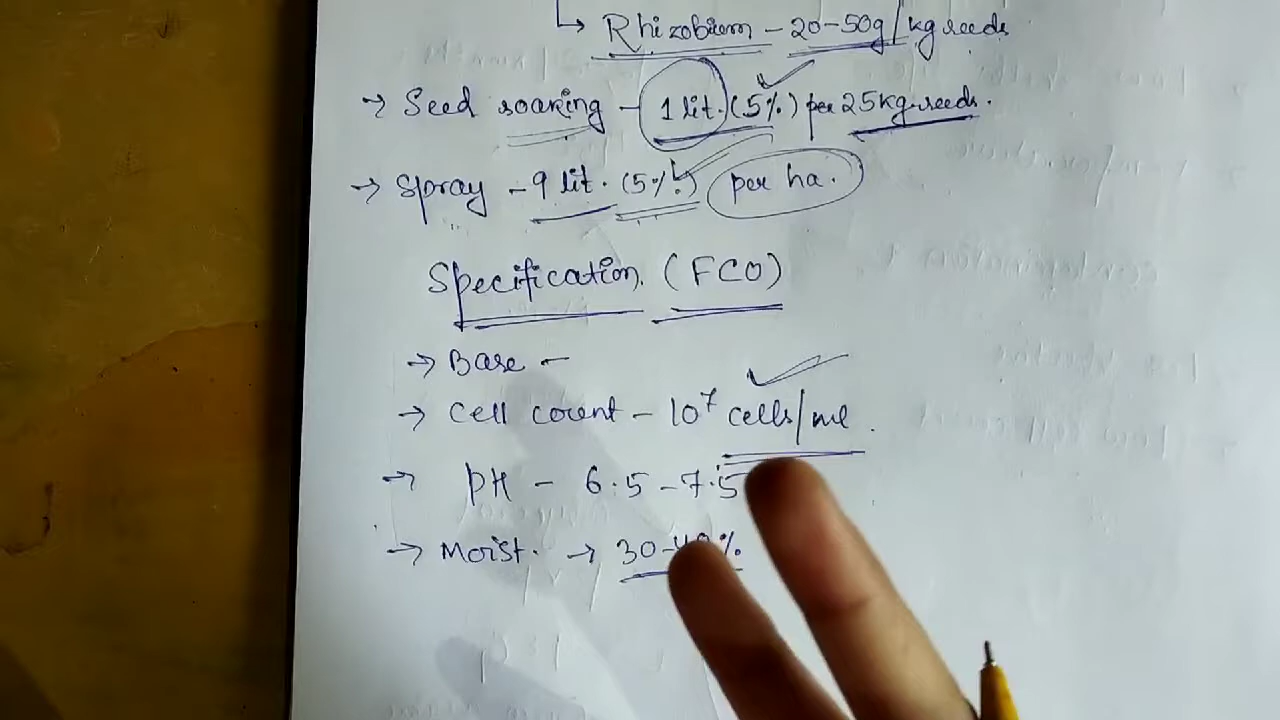 ↳ Rhizobium - 20-50g/kg seeds
→ Seed soaking - 1 lit. (5%) per 25kg seeds.
→ Spray - 9 lit. (5%) per ha.
Specification (FCO)
→ Base -
→ Cell count - 10⁷ cells/ml.
→ PH - 6.5-7.5
→ Moist. → 30-40%